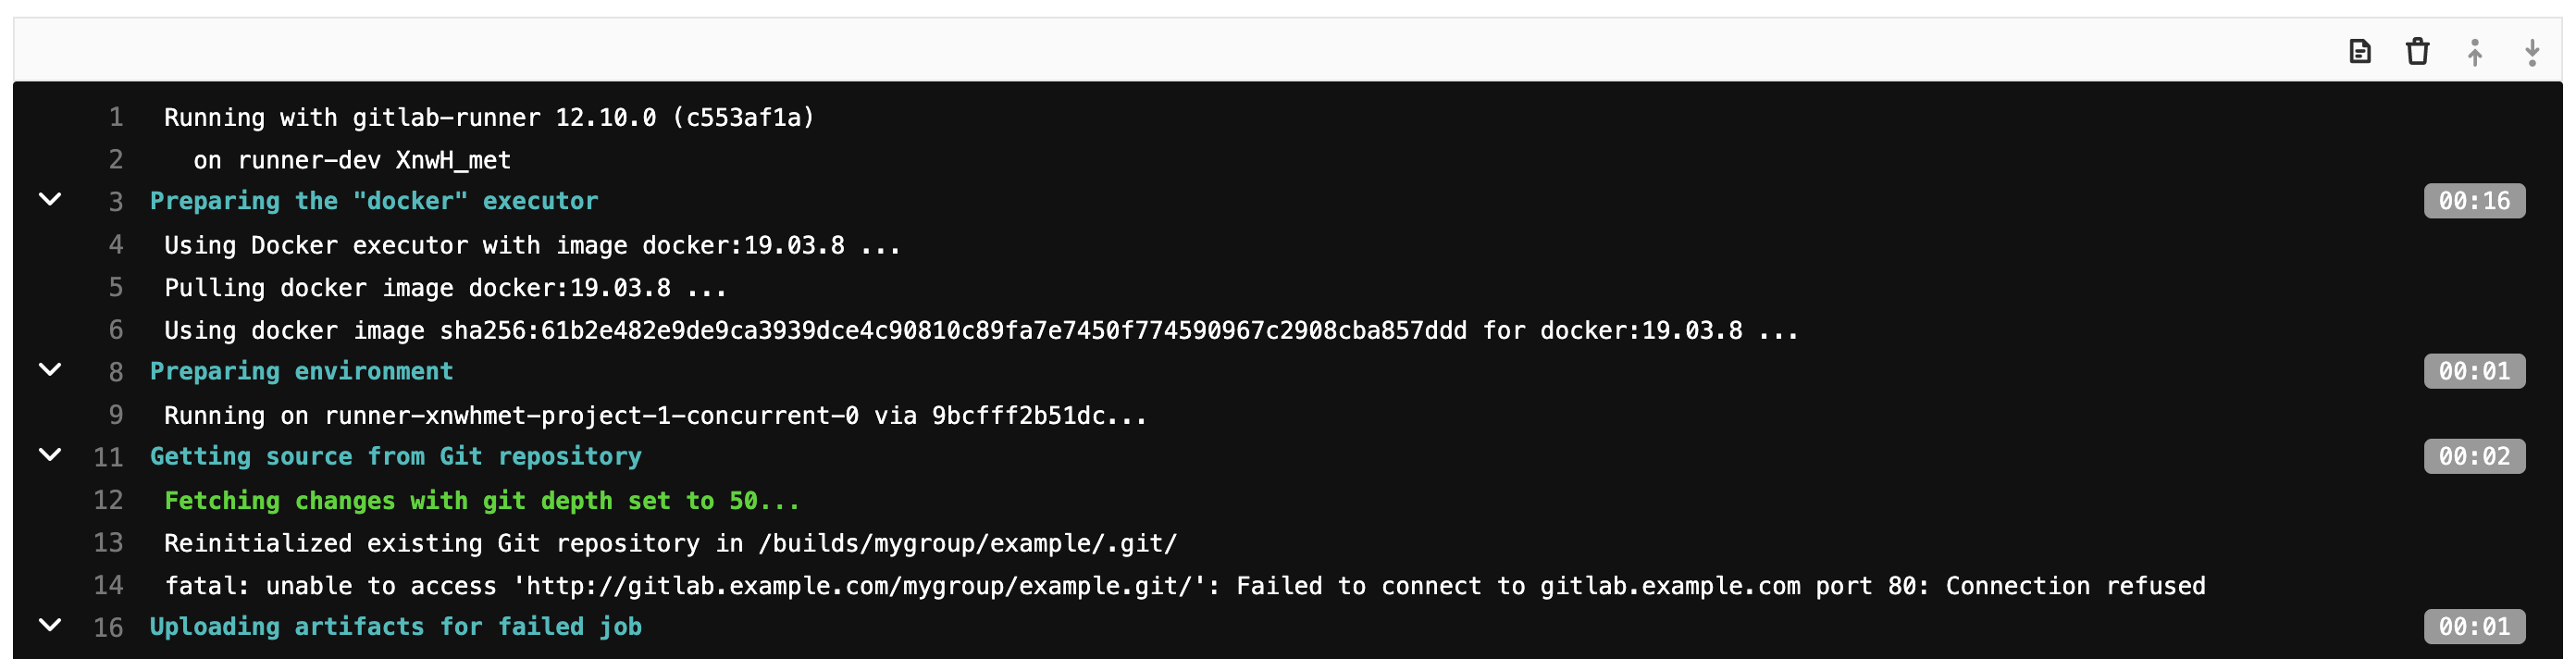 1 Running with gitlab-runner 12.10.0 (c553af1a)
2 on runner-dev XnwH_met
3 Preparing the "docker" executor 00:16
4 Using Docker executor with image docker:19.03.8 ...
5 Pulling docker image docker:19.03.8 ...
6 Using docker image sha256:61b2e482e9de9ca3939dce4c90810c89fa7e7450f774590967c2908cba857ddd for docker:19.03.8 ...
8 Preparing environment 00:01
9 Running on runner-xnwhmet-project-1-concurrent-0 via 9bcfff2b51dc...
11 Getting source from Git repository 00:02
12 Fetching changes with git depth set to 50...
13 Reinitialized existing Git repository in /builds/mygroup/example/.git/
14 fatal: unable to access 'http://gitlab.example.com/mygroup/example.git/': Failed to connect to gitlab.example.com port 80: Connection refused
16 Uploading artifacts for failed job 00:01